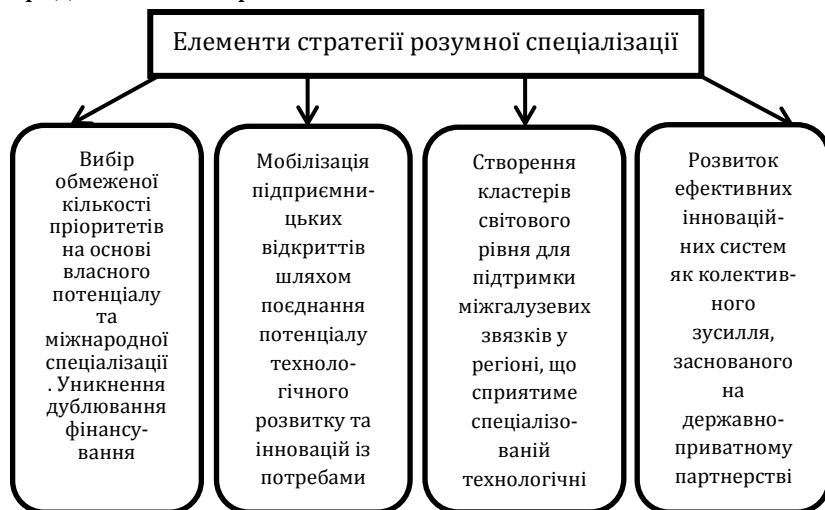 Елементи стратегії розумної спеціалізації
Вибір
обмеженої
кількості
пріоритетів
на основі
власного
потенціалу
та
міжнародної
спеціалізації
. Уникнення
дублювання
фінансу-
вання
Мобілізація
підприємни-
цьких
відкриттів
шляхом
поєднання
потенціалу
техноло-
гічного
розвитку та
інновацій із
потребами
Створення
кластерів
світового
рівня для
підтримки
міжгалузевих
звязків у
регіоні, що
сприятиме
спеціалізо-
ваній
технологічні
Розвиток
ефективних
інновацій-
них систем
як колектив-
ного
зусилля,
заснованого
на
державно-
приватному
партнерстві